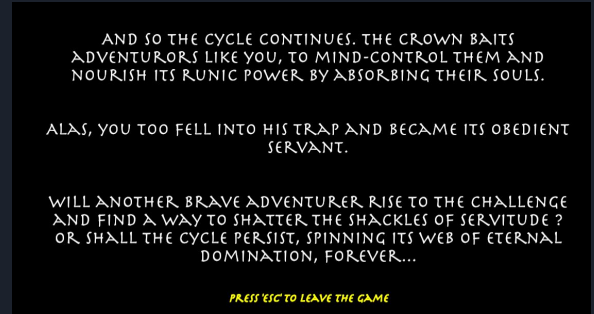 AND SO THE CYCLE CONTINUES. THE CROWN BAITS
ADVENTURORS LIKE YOU, TO MIND-CONTROL THEM AND
NOURISH ITS RUNIC POWER BY ABSORBING THEIR SOULS.
ALAS, YOU TOO FELL INTO HIS TRAP AND BECAME ITS OBEDIENT
SERVANT.
WILL ANOTHER BRAVE ADVENTURER RISE TO THE CHALLENGE
AND FIND A WAY TO SHATTER THE SHACKLES OF SERVITUDE ?
OR SHALL THE CYCLE PERSIST, SPINNING ITS WEB OF ETERNAL
DOMINATION, FOREVER...
PRESS 'ESC' TO LEAVE THE GAME